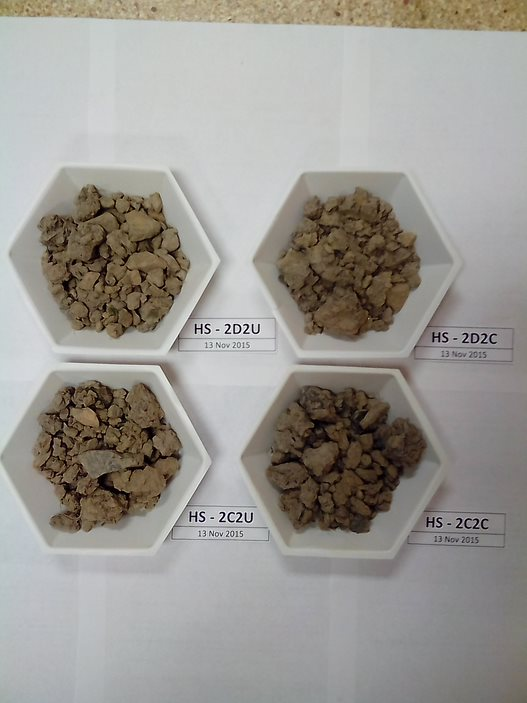 HS - 2D2U
13 Nov 2015
HS - 2D2C
13 Nov 2015
HS - 2C2U
13 Nov 2015
HS - 2C2C
13 Nov 2015